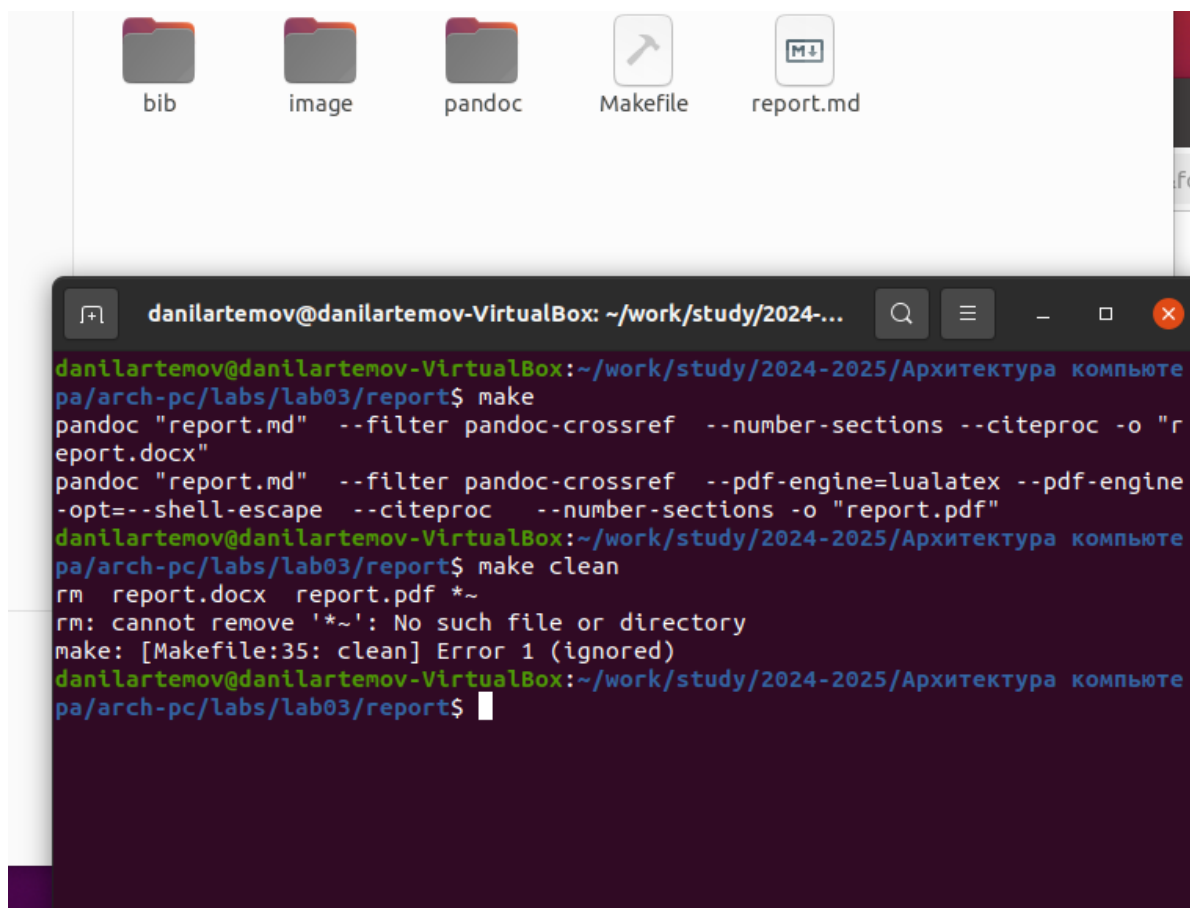 bib
image
pandoc
Makefile
report.md
danilartemov@danilartemov-VirtualBox: ~/work/study/2024-...
danilartemov@danilartemov-VirtualBox:~/work/study/2024-2025/Архитектура компьюте
ра/arch-pc/labs/lab03/report$ make
pandoc "report.md"  --filter pandoc-crossref  --number-sections --citeproc -o "r
eport.docx"
pandoc "report.md"  --filter pandoc-crossref  --pdf-engine=lualatex --pdf-engine
-opt=--shell-escape  --citeproc   --number-sections -o "report.pdf"
danilartemov@danilartemov-VirtualBox:~/work/study/2024-2025/Архитектура компьюте
ра/arch-pc/labs/lab03/report$ make clean
rm  report.docx  report.pdf *~
rm: cannot remove '*~': No such file or directory
make: [Makefile:35: clean] Error 1 (ignored)
danilartemov@danilartemov-VirtualBox:~/work/study/2024-2025/Архитектура компьюте
ра/arch-pc/labs/lab03/report$